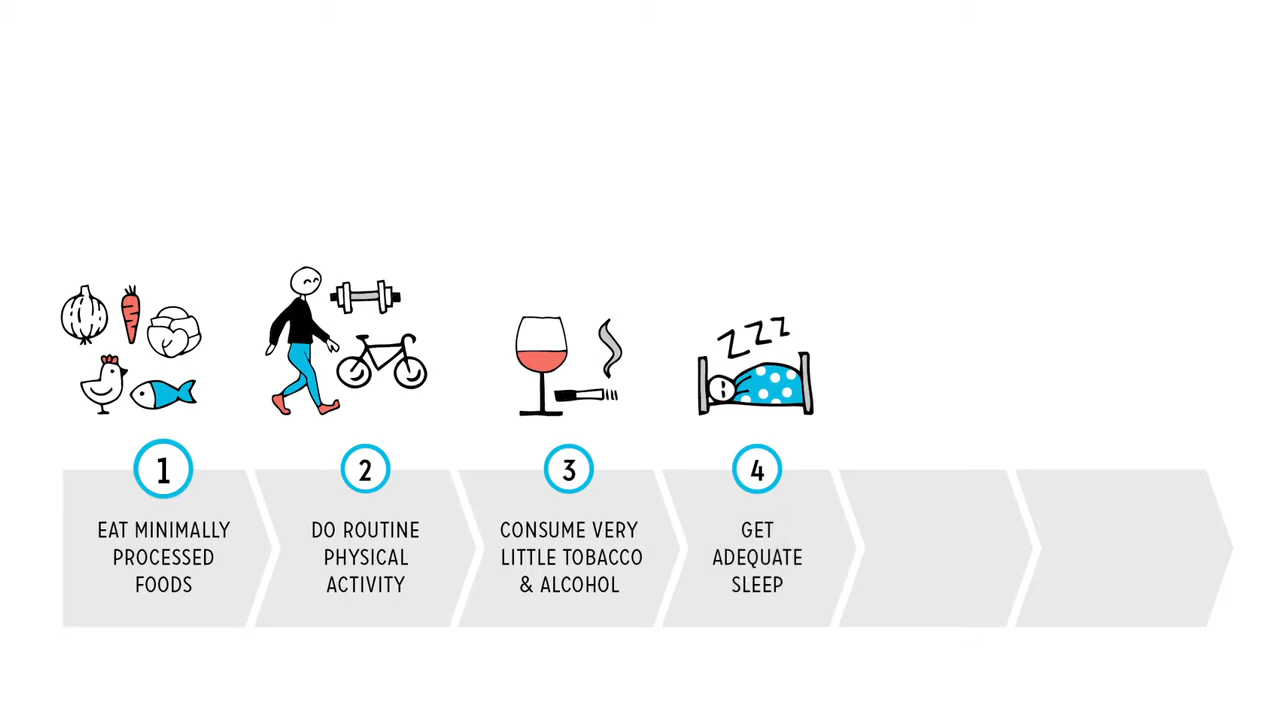 ZZZ
1
EAT MINIMALLY
PROCESSED
FOODS
2
DO ROUTINE
PHYSICAL
ACTIVITY
3
CONSUME VERY
LITTLE TOBACCO
& ALCOHOL
4
GET
ADEQUATE
SLEEP